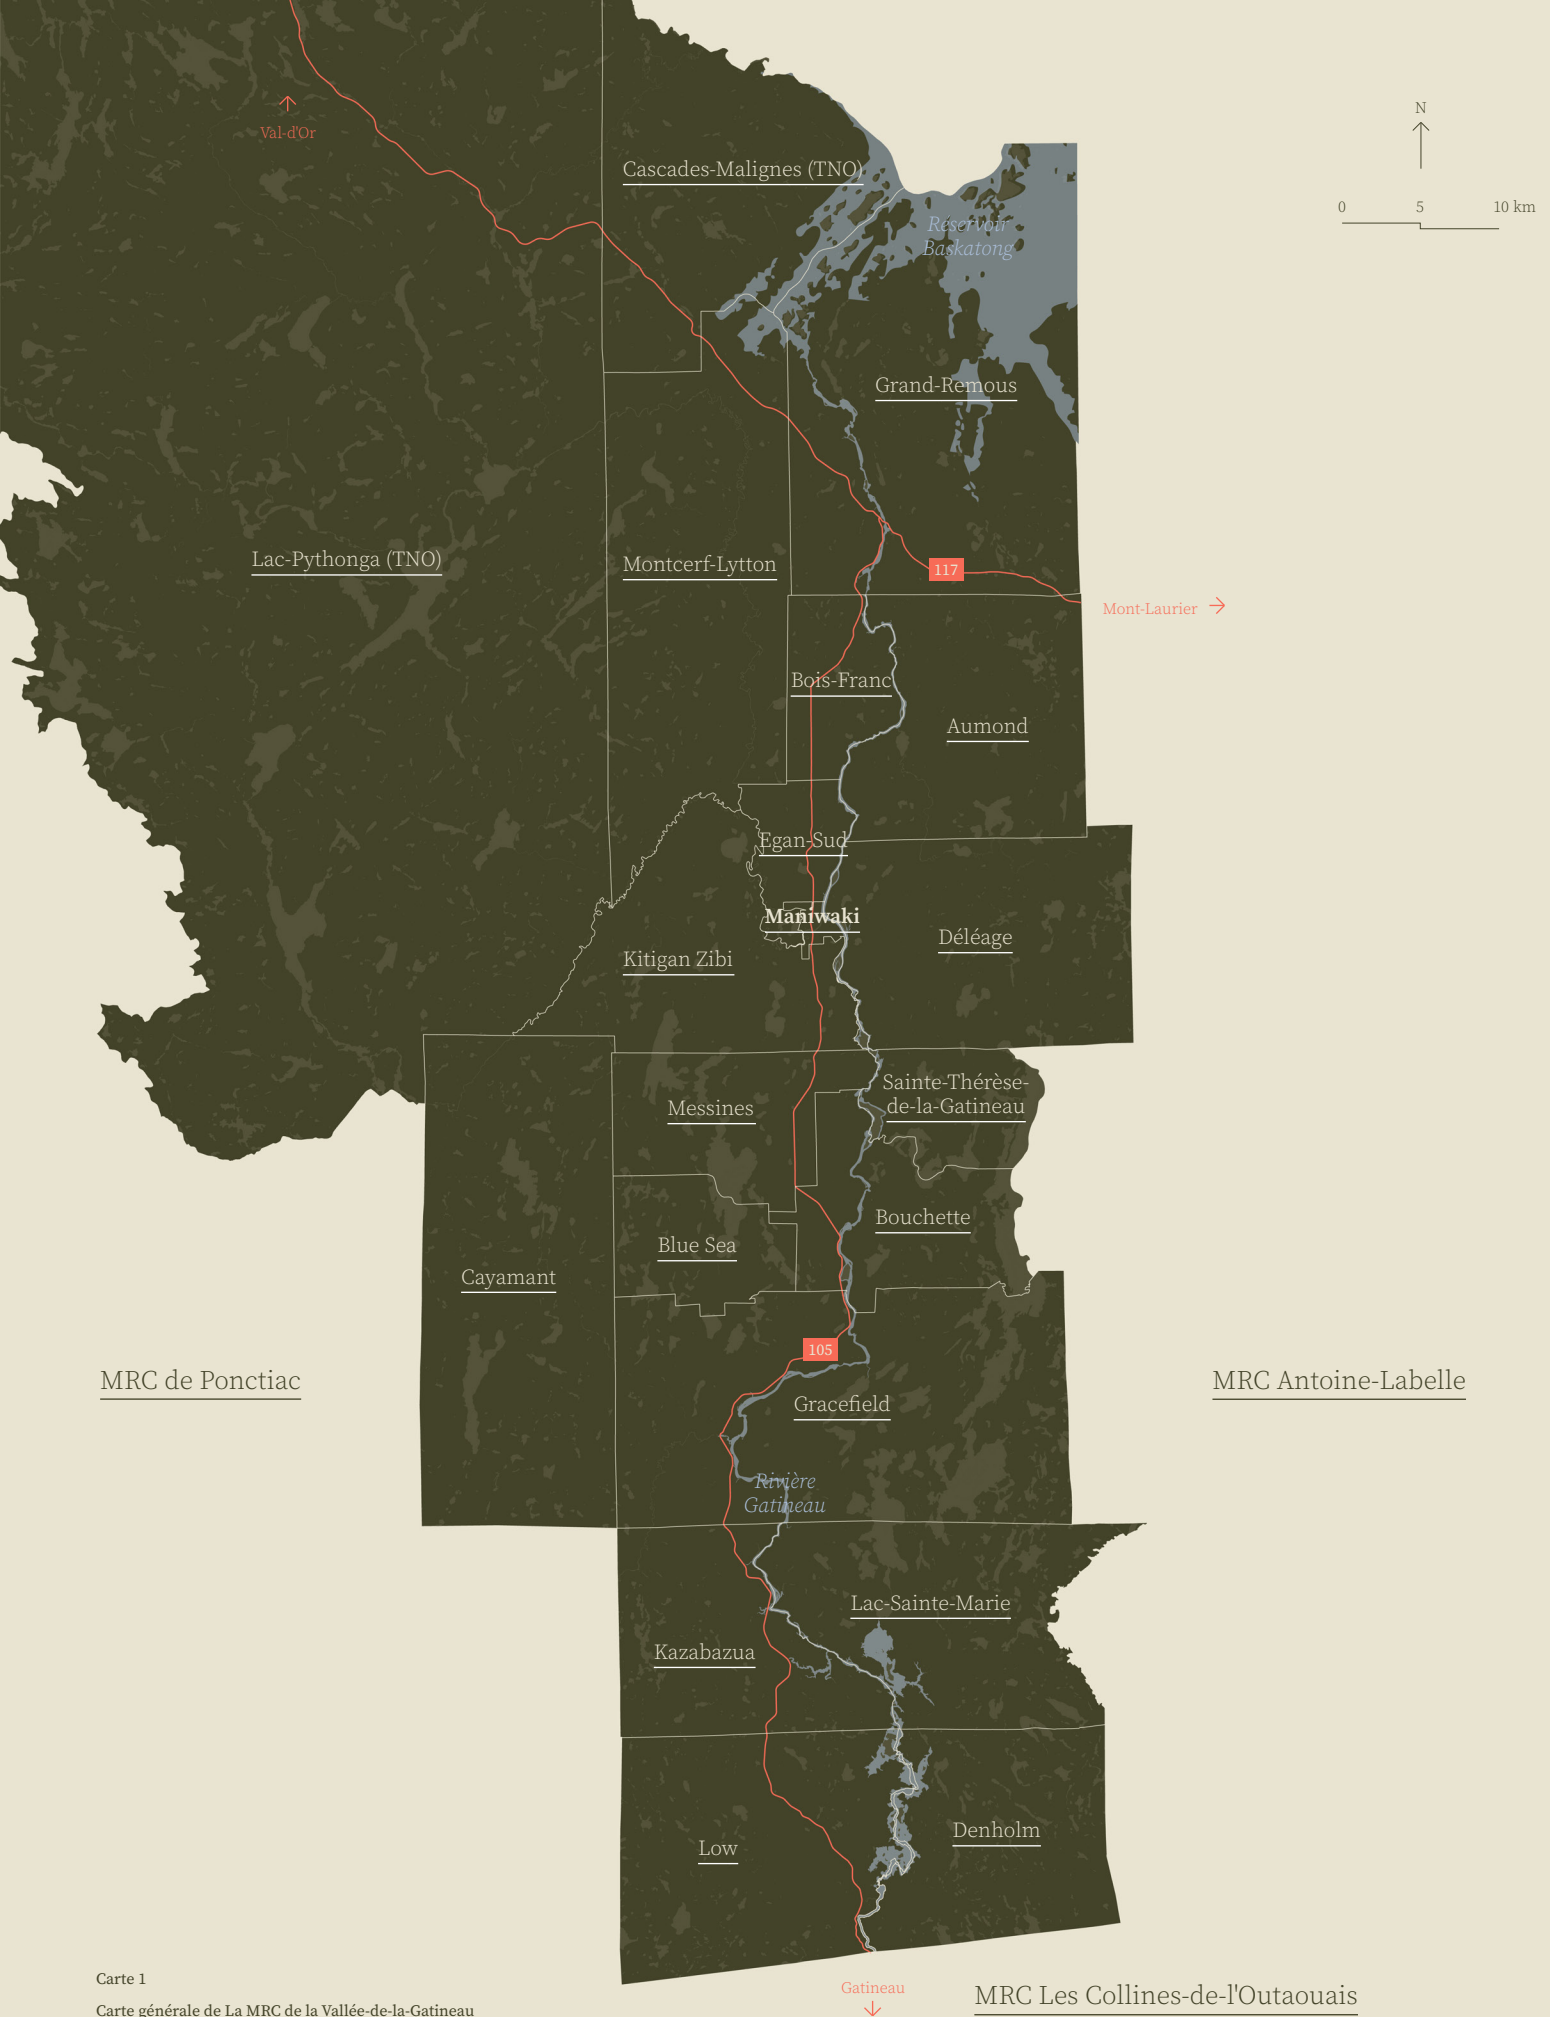 N
Val-d'Or
Cascades-Malignes (TNO)
0 5 10 km
Réservoir
Baskatong
Grand-Remous
Lac-Pythonga (TNO)
Montcerf-Lytton
117
Mont-Laurier
Bois-Franc
Aumond
Egan-Sud
Maniwaki
Déléage
Kitigan Zibi
Sainte-Thérèse-
de-la-Gatineau
Messines
Bouchette
Blue Sea
Cayamant
105
MRC de Ponctiac
MRC Antoine-Labelle
Gracefield
Rivière
Gatineau
Lac-Sainte-Marie
Kazabazua
Denholm
Low
Carte 1
Gatineau
MRC Les Collines-de-l'Outaouais
Carte générale de La MRC de la Vallée-de-la-Gatineau